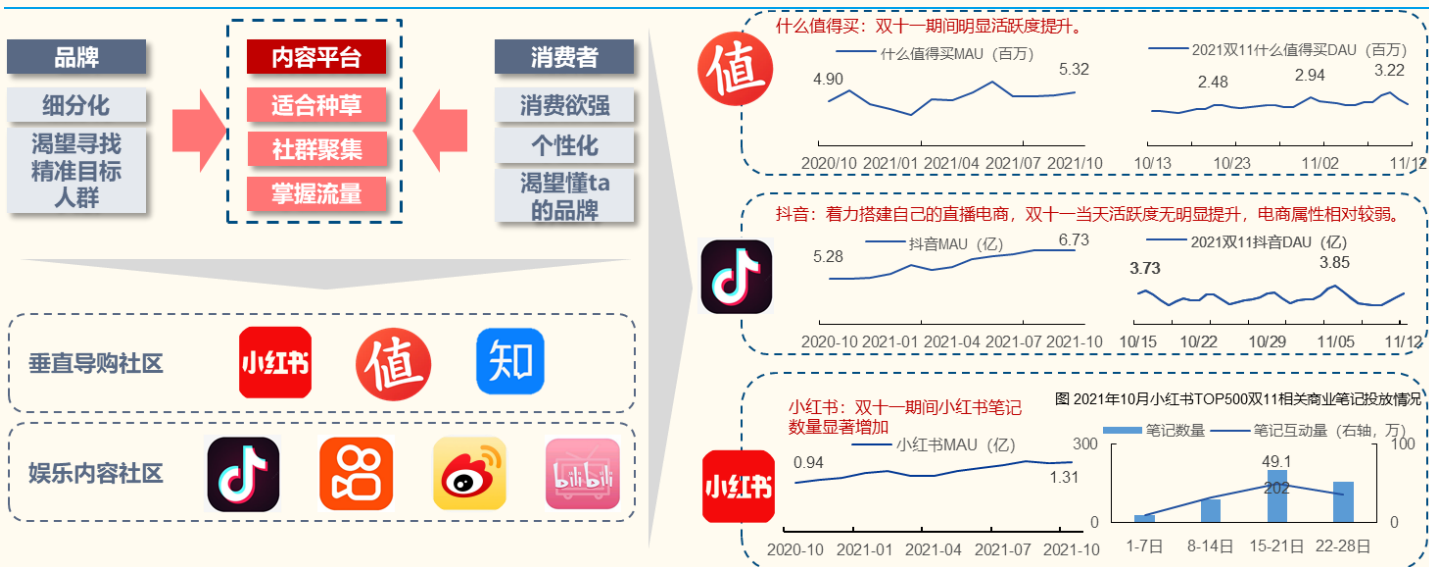 品牌
细分化
渴望寻找
精准目标
人群
内容平台
适合种草
社群聚集
掌握流量
消费者
消费欲强
个性化
渴望懂ta
的品牌
垂直导购社区
小红书
值
知
娱乐内容社区
bilibili
值
什么值得买：双十一期间明显活跃度提升。
什么值得买MAU（百万）
4.90
5.32
2020/10 2021/01 2021/04 2021/07 2021/10
2021双11什么值得买DAU（百万）
2.48
2.94
3.22
10/13 10/23 11/02 11/12
抖音：着力搭建自己的直播电商，双十一当天活跃度无明显提升，电商属性相对较弱。
抖音MAU（亿）
5.28
6.73
2020-10 2021-01 2021-04 2021-07 2021-10
2021双11抖音DAU（亿）
3.73
3.85
10/15 10/22 10/29 11/05 11/12
小红书
小红书：双十一期间小红书笔记
数量显著增加
小红书MAU（亿）
0.94
1.31
2020-10 2021-01 2021-04 2021-07 2021-10
图 2021年10月小红书TOP500双11相关商业笔记投放情况
笔记数量 笔记互动量（右轴，万）
300
100
49.1
202
0
0
1-7日 8-14日 15-21日 22-28日